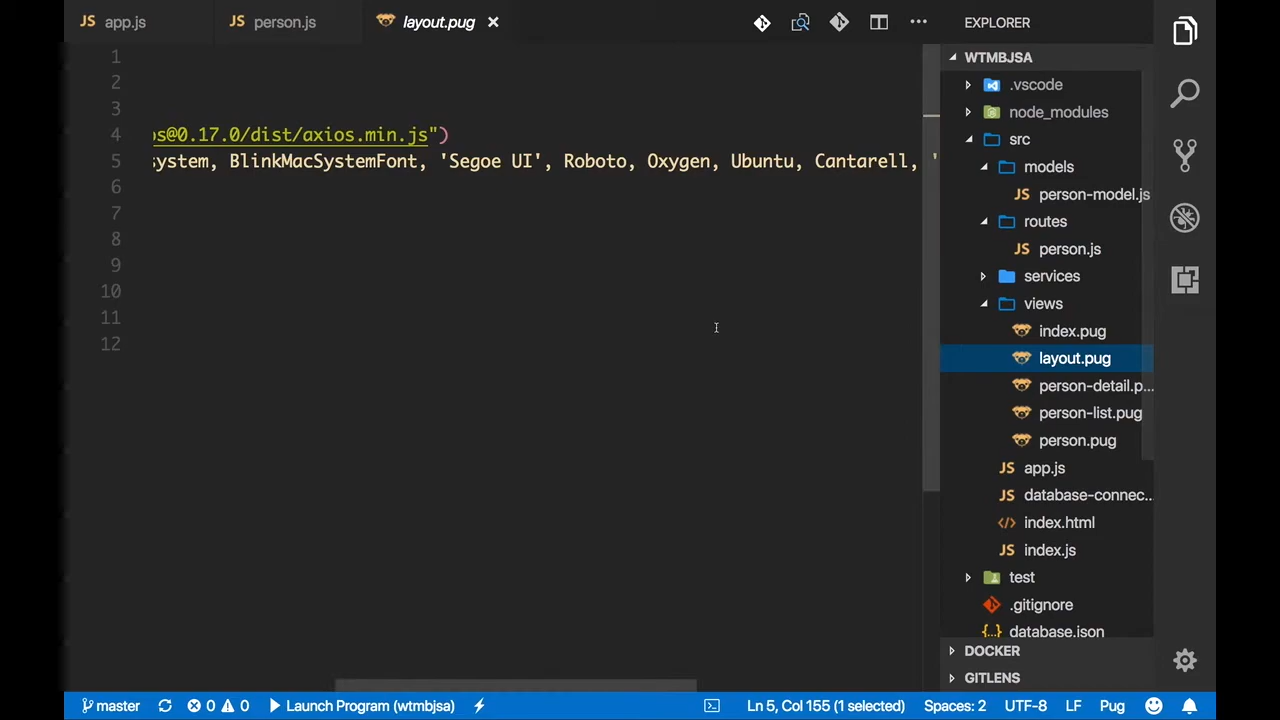 JS app.js
JS person.js
layout.pug
EXPLORER
1
2
3
4 os@0.17.0/dist/axios.min.js")
5 system, BlinkMacSystemFont, 'Segoe UI', Roboto, Oxygen, Ubuntu, Cantarell, '
6
7
8
9
10
11
12
WTMBJSA
.vscode
node_modules
src
models
JS person-model.js
routes
JS person.js
services
views
index.pug
layout.pug
person-detail.p...
person-list.pug
person.pug
JS app.js
JS database-connec...
index.html
JS index.js
test
.gitignore
database.json
DOCKER
GITLENS
master
0 0
Launch Program (wtmbjsa)
Ln 5, Col 155 (1 selected)
Spaces: 2
UTF-8
LF
Pug